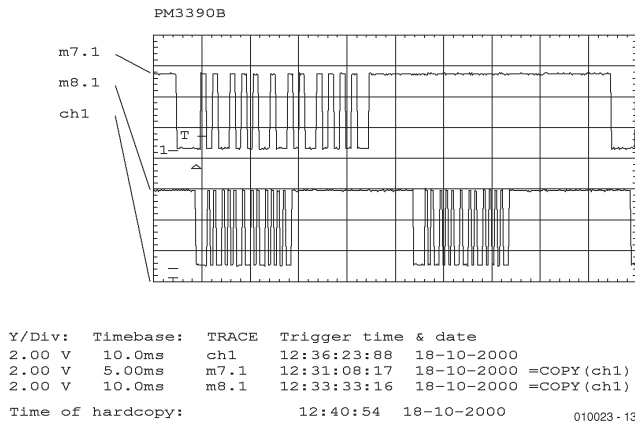 PM3390B
m7.1
m8.1
ch1
T
1
Y/Div: Timebase: TRACE Trigger time & date
2.00 V 10.0ms ch1 12:36:23:88 18-10-2000
2.00 V 5.00ms m7.1 12:31:08:17 18-10-2000 =COPY(ch1)
2.00 V 10.0ms m8.1 12:33:33:16 18-10-2000 =COPY(ch1)
Time of hardcopy: 12:40:54 18-10-2000
010023 - 13